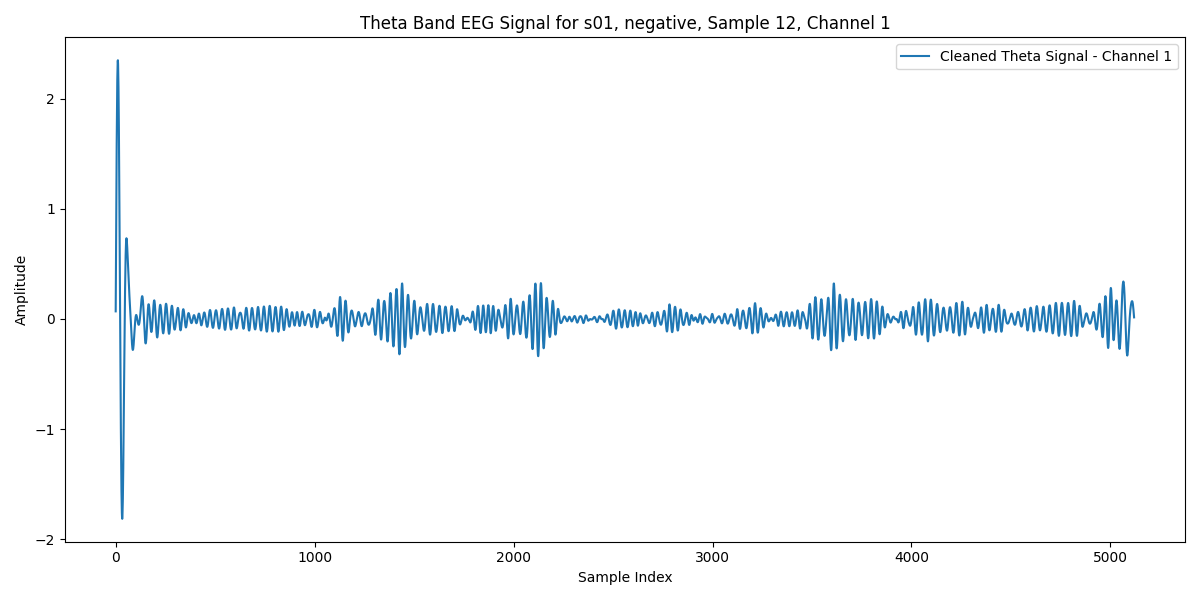 Theta Band EEG Signal for s01, negative, Sample 12, Channel 1
Cleaned Theta Signal - Channel 1
2
1
0
−1
−2
Amplitude
0 1000 2000 3000 4000 5000
Sample Index